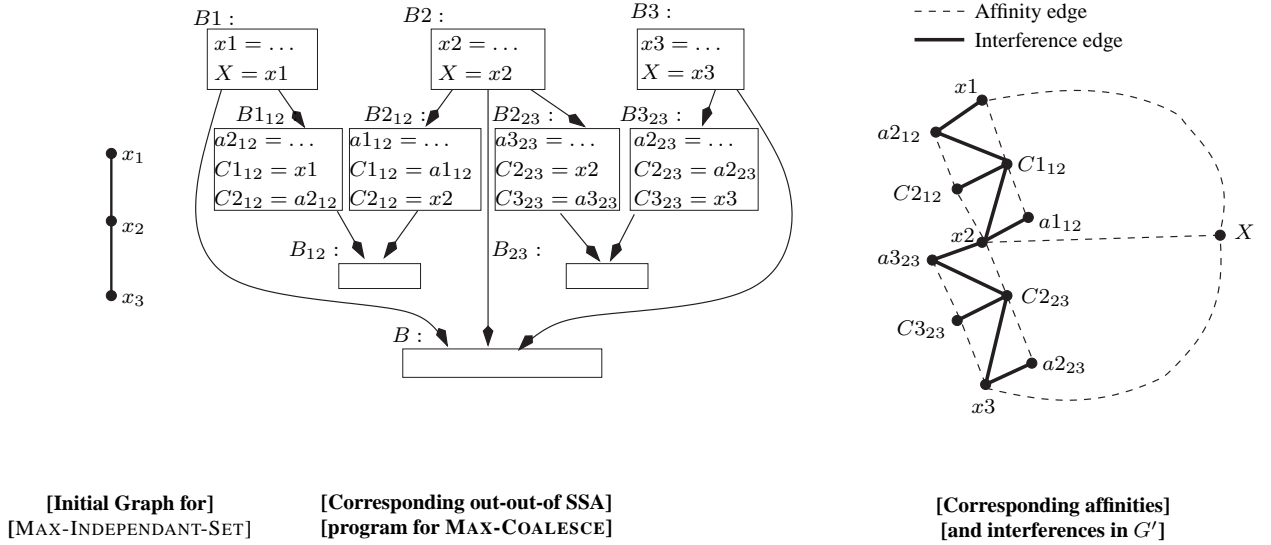 B1 :
B2 :
B3 :
x1 = …
X = x1
x2 = …
X = x2
x3 = …
X = x3
B1₁₂
B2₁₂ :
B2₂₃
B3₂₃ :
a2₁₂ = …
C1₁₂ = x1
C2₁₂ = a2₁₂
a1₁₂ = …
C1₁₂ = a1₁₂
C2₁₂ = x2
a3₂₃ = …
C2₂₃ = x2
C3₂₃ = a3₂₃
a2₂₃ = …
C2₂₃ = a2₂₃
C3₂₃ = x3
B₁₂ :
B₂₃ :
B :
x₁
x₂
x₃
Affinity edge
Interference edge
x1
a2₁₂
C1₁₂
C2₁₂
a1₁₂
x2
X
a3₂₃
C2₂₃
C3₂₃
a2₂₃
x3
[Initial Graph for]
[MAX-INDEPENDANT-SET]
[Corresponding out-out-of SSA]
[program for MAX-COALESCE]
[Corresponding affinities]
[and interferences in G′]